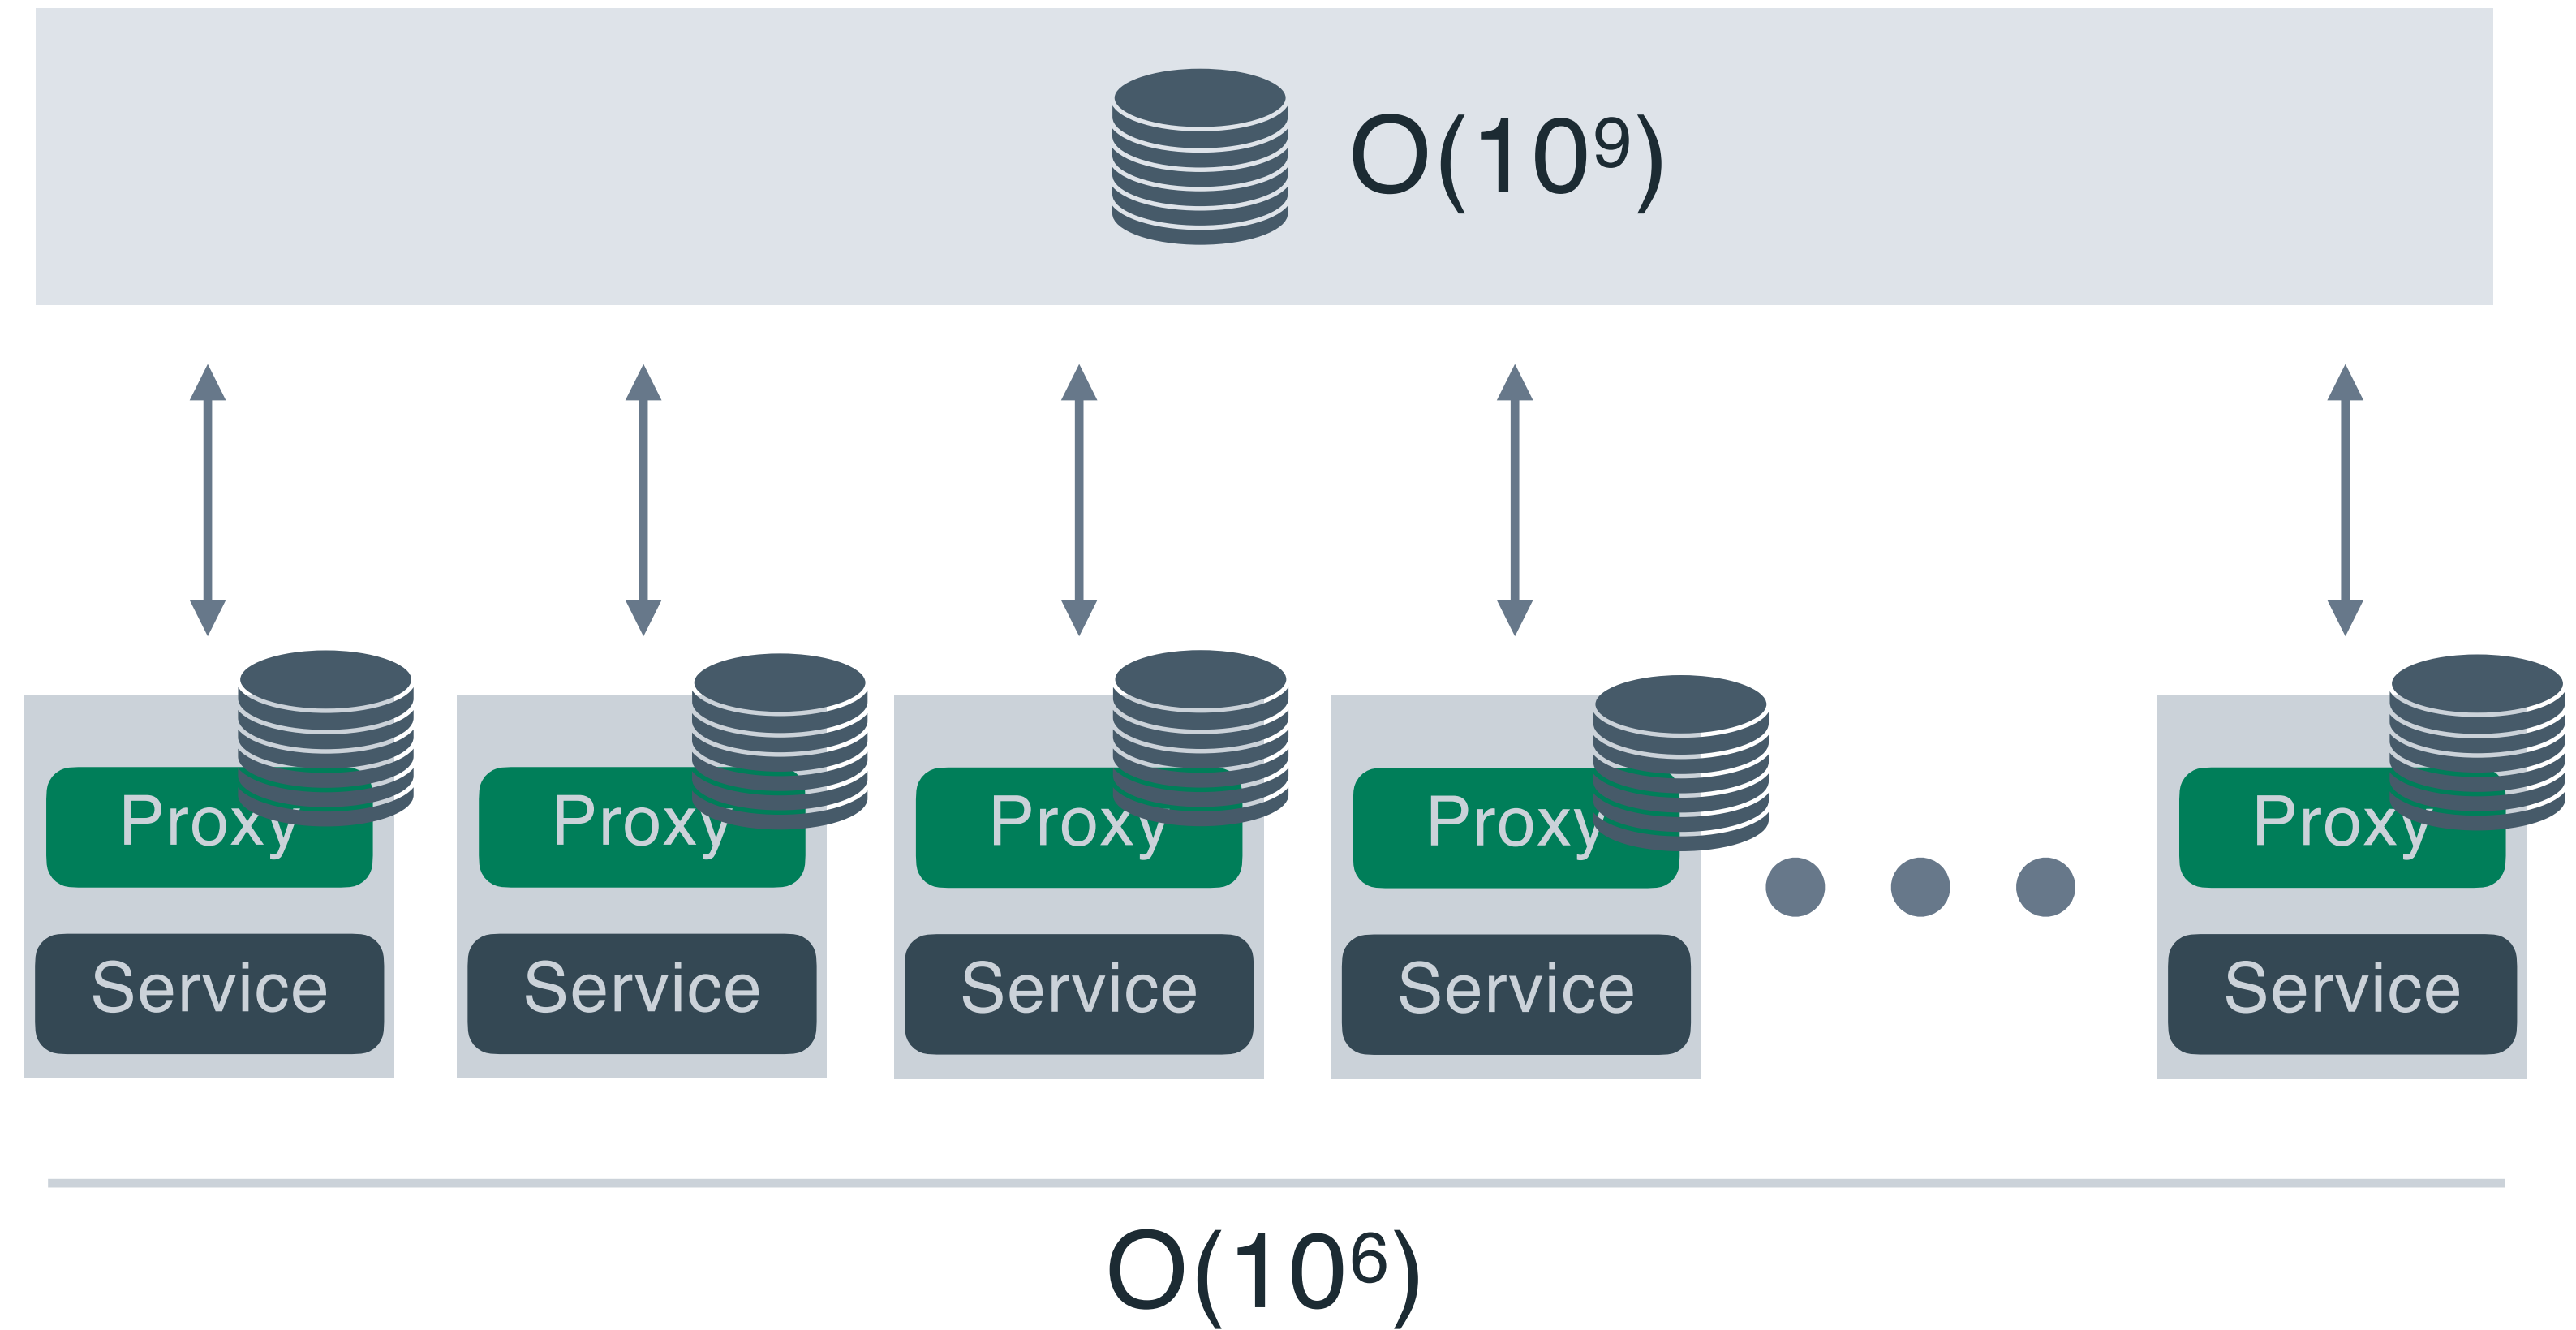 O(10⁹)
Proxy Proxy Proxy Proxy Proxy
Service Service Service Service Service
O(10⁶)